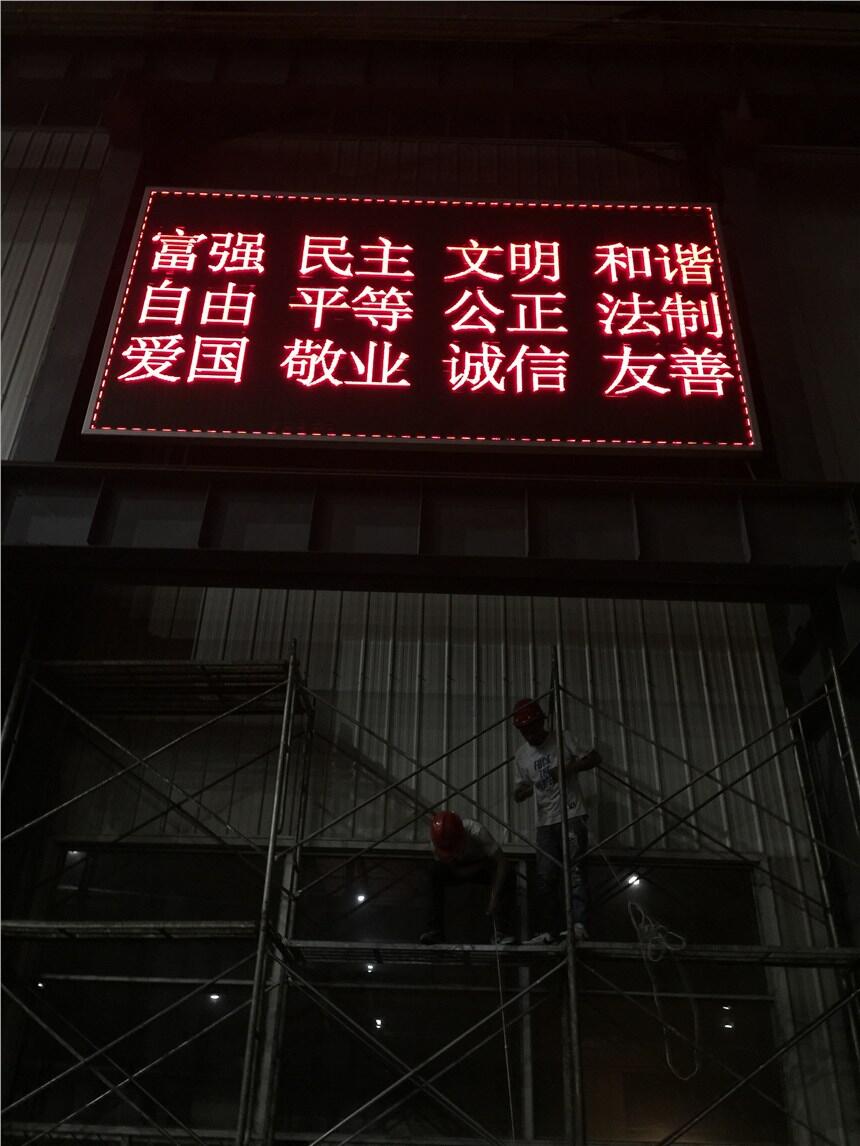 富强 民主 文明 和谐
自由 平等 公正 法制
爱国 敬业 诚信 友善